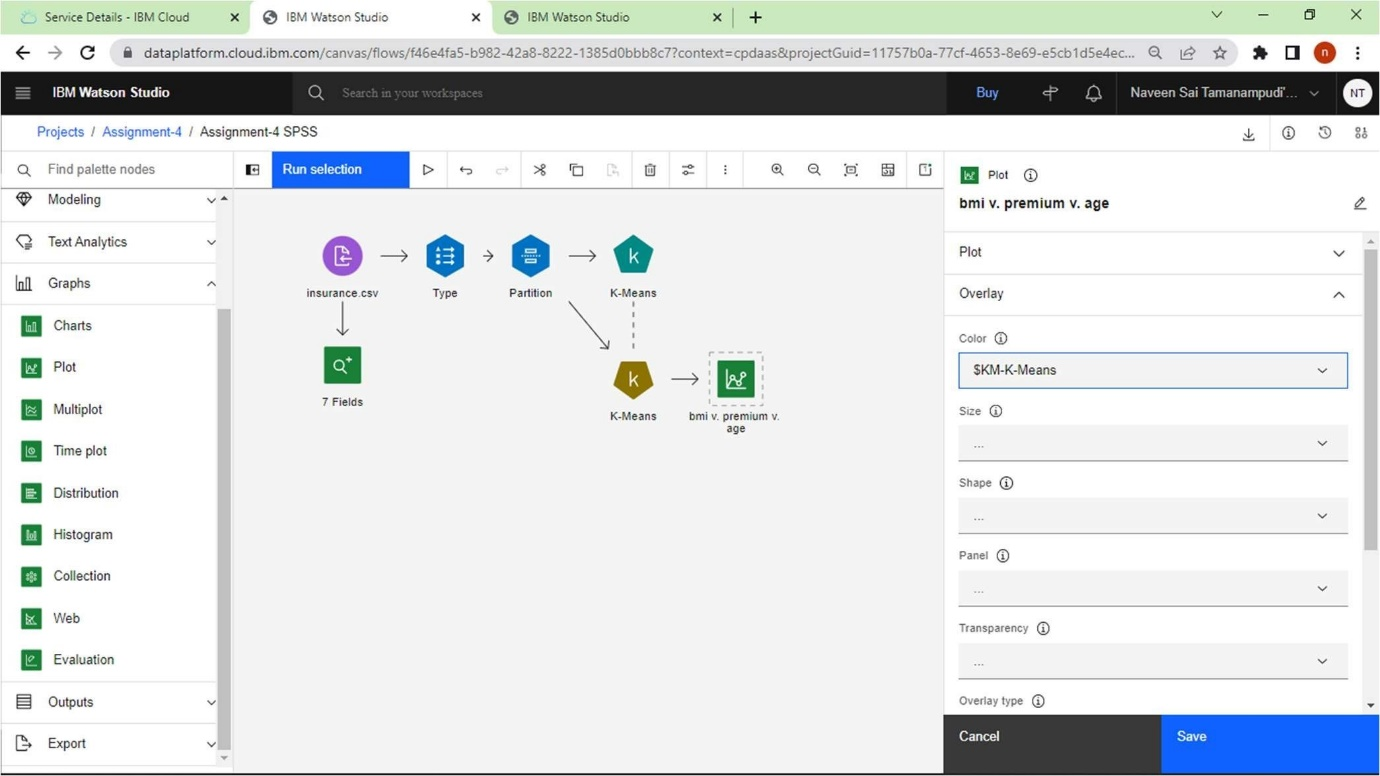 Service Details - IBM Cloud
IBM Watson Studio
IBM Watson Studio
dataplatform.cloud.ibm.com/canvas/flows/f46e4fa5-b982-42a8-8222-1385d0bbb8c7?context=cpdaas&projectGuid=11757b0a-77cf-4653-8e69-e5cb1d5e4ec...
n
IBM Watson Studio
Search in your workspaces
Buy
Naveen Sai Tamanampudi'...
NT
Projects / Assignment-4 / Assignment-4 SPSS
Find palette nodes
Run selection
Modeling
Text Analytics
Graphs
Charts
Plot
Multiplot
Time plot
Distribution
Histogram
Collection
Web
Evaluation
Outputs
Export
insurance.csv
Type
Partition
k
K-Means
7 Fields
k
K-Means
bmi v. premium v.
age
Plot
bmi v. premium v. age
Plot
Overlay
Color
$KM-K-Means
Size
...
Shape
...
Panel
...
Transparency
...
Overlay type
Cancel
Save